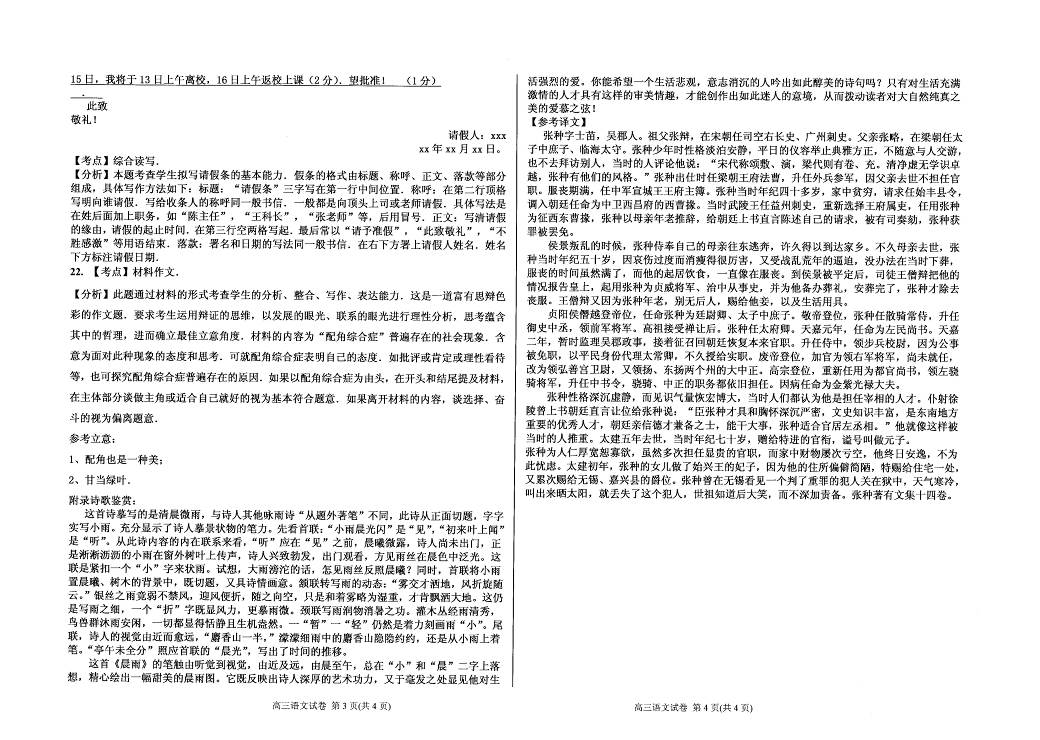 15日，我将于13日上午离校，16日上午返校上课（2分）．望批准！　（1分）
此致
敬礼！
请假人：xxx
xx年xx月xx日。
【考点】综合读写．
【分析】本题考查学生拟写请假条的基本能力．假条的格式由标题、称呼、正文、落款等部分
组成，具体写作方法如下：标题：“请假条”三字写在第一行中间位置．称呼：在第二行顶格
写明向谁请假．写给收条人的称呼同一般书信．一般都是向顶头上司或老师请假．具体写法是
在姓后面加上职务，如“陈主任”，“王科长”，“张老师”等，后用冒号．正文：写清请假
的缘由，请假的起止时间．在第三行空两格写起．最后常以“请予准假”，“此致敬礼”，“不
胜感激”等用语结束．落款：署名和日期的写法同一般书信．在右下方署上请假人姓名．姓名
下方标注请假日期．
22. 【考点】材料作文．
【分析】此题通过材料的形式考查学生的分析、整合、写作、表达能力．这是一道富有思辩色
彩的作文题．要求考生运用辩证的思维，以发展的眼光、联系的眼光进行理性分析，思考蕴含
其中的哲理，进而确立最佳立意角度．材料的内容为“配角综合症”普遍存在的社会现象．含
意为面对此种现象的态度和思考．可就配角综合症表明自己的态度．如批评或肯定或理性看待
等，也可探究配角综合症普遍存在的原因．如果以配角综合症为由头，在开头和结尾提及材料，
在主体部分谈做主角或适合自己就好的视为基本符合题意．如果离开材料的内容，谈选择、奋
斗的视为偏离题意．
参考立意：
1、配角也是一种美；
2、甘当绿叶．
附录诗歌鉴赏：
这首诗摹写的是清晨微雨，与诗人其他咏雨诗“从题外著笔”不同，此诗从正面切题，字字
实写小雨。充分显示了诗人摹景状物的笔力。先看首联：“小雨晨光闪”是“见”，“初来叶上闻”
是“听”。从此诗内容的内在联系来看，“听”应在“见”之前，晨曦微露，诗人尚未出门，正
是淅淅沥沥的小雨在窗外树叶上传声，诗人兴致勃发，出门观看，方见雨丝在晨色中泛光。这
联是紧扣一个“小”字来状雨。试想，大雨滂沱的话，怎见雨丝反照晨曦？同时，首联将小雨
置晨曦、树木的背景中，既切题，又具诗情画意。颔联转写雨的动态：“雾交才洒地，风折旋随
云。”银丝之雨竟弱不禁风，迎风便折，随之向空，只是和着雾略为湿重，才肯飘洒大地。这仍
是写雨之细，一个“折”字既显风力，更摹雨微。颈联写雨润物消暑之功。灌木丛经雨清秀，
鸟兽群沐雨安闲，一切都显得恬静且生机盎然。一“暂”一“轻”仍然是着力刻画雨“小”。尾
联，诗人的视觉由近而愈远，“麝香山一半，”濛濛细雨中的麝香山隐隐约约，还是从小雨上着
笔。“亭午未全分”照应首联的“晨光”，写出了时间的推移。
这首《晨雨》的笔触由听觉到视觉，由近及远，由晨至午，总在“小”和“晨”二字上落
想，精心绘出一幅甜美的晨雨图。它既反映出诗人深厚的艺术功力，又于毫发之处显见他对生
高三语文试卷 第 3 页(共 4 页)
活强烈的爱。你能希望一个生活悲观，意志消沉的人吟出如此醇美的诗句吗？只有对生活充满
激情的人才具有这样的审美情趣，才能创作出如此迷人的意境，从而拨动读者对大自然纯真之
美的爱慕之弦！
【参考译文】
张种字士苗，吴郡人。祖父张辩，在宋朝任司空右长史、广州刺史。父亲张略，在梁朝任太
子中庶子、临海太守。张种少年时性格淡泊安静，平日的仪容举止典雅方正，不随意与人交游，
也不去拜访别人，当时的人评论他说：“宋代称颂敷、演，梁代则有卷、充。清净虚无学识卓
越，张种有他们的风格。”张种出仕时任梁朝王府法曹，升任外兵参军，因父亲去世不担任官
职。服丧期满，任中军宣城王王府主簿。张种当时年纪四十多岁，家中贫穷，请求任始丰县令，
调入朝廷任命为中卫西昌府的西曹掾。当时武陵王任益州刺史，重新选择王府属吏，任用张种
为征西东曹掾，张种以母亲年老推辞，给朝廷上书直言陈述自己的请求，被有司奏劾，张种获
罪被罢免。
侯景叛乱的时候，张种侍奉自己的母亲往东逃奔，许久得以到达家乡。不久母亲去世，张
种当时年纪五十岁，因哀伤过度而消瘦得很厉害，又受战乱荒年的逼迫，没办法在当时下葬，
服丧的时间虽然满了，而他的起居饮食，一直像在服丧。到侯景被平定后，司徒王僧辩把他的
情况报告皇上，起用张种为贞威将军、治中从事史，并为他备办葬礼，安葬完了，张种才除去
丧服。王僧辩又因为张种年老，别无后人，赐给他妾，以及生活用具。
贞阳侯僭越登帝位，任命张种为廷尉卿、太子中庶子。敬帝登帝位，张种任散骑常侍，升任
御史中丞，领前军将军。高祖接受禅让后。张种任太府卿。天嘉元年，任命为左民尚书。天嘉
二年，暂时监理吴郡政事，接着征召回朝廷恢复本来官职。升任侍中，领步兵校尉，因为公事
被免职，以平民身份代理太常卿，不久授给实职。废帝登位，加官为领右军将军，尚未就任，
改为领弘善宫卫尉，又领扬、东扬两个州的大中正。高宗登位，重新任用为都官尚书，领左骁
骑将军，升任中书令，骁骑、中正的职务都依旧担任。因病任命为金紫光禄大夫。
张种性格深沉虚静，而见识气量恢宏博大，当时人们都认为他是担任宰相的人才。仆射徐
陵曾上书朝廷直言让位给张种说：“臣张种才具和胸怀深沉严密，文史知识丰富，是东南地方
重要的优秀人才，朝廷亲信德才兼备之士，能干大事，张种适合官居左丞相。”他就像这样被
当时的人推重。太建五年去世，当时年纪七十岁，赠给特进的官衔，谥号叫做元子。
张种为人仁厚宽恕寡欲，虽然多次担任显贵的官职，而家中财物屡次亏空，他终日安逸，不为
此忧虑。太建初年，张种的女儿做了始兴王的妃子，因为他的住所偏僻简陋，特赐给住宅一处，
又累次赐给无锡、嘉兴县的爵位。张种曾在无锡看见一个判了重罪的犯人关在狱中，天气寒冷，
叫出来晒太阳，就丢失了这个犯人，世祖知道后大笑，而不深加责备。张种著有文集十四卷。
高三语文试卷 第 4 页(共 4 页)